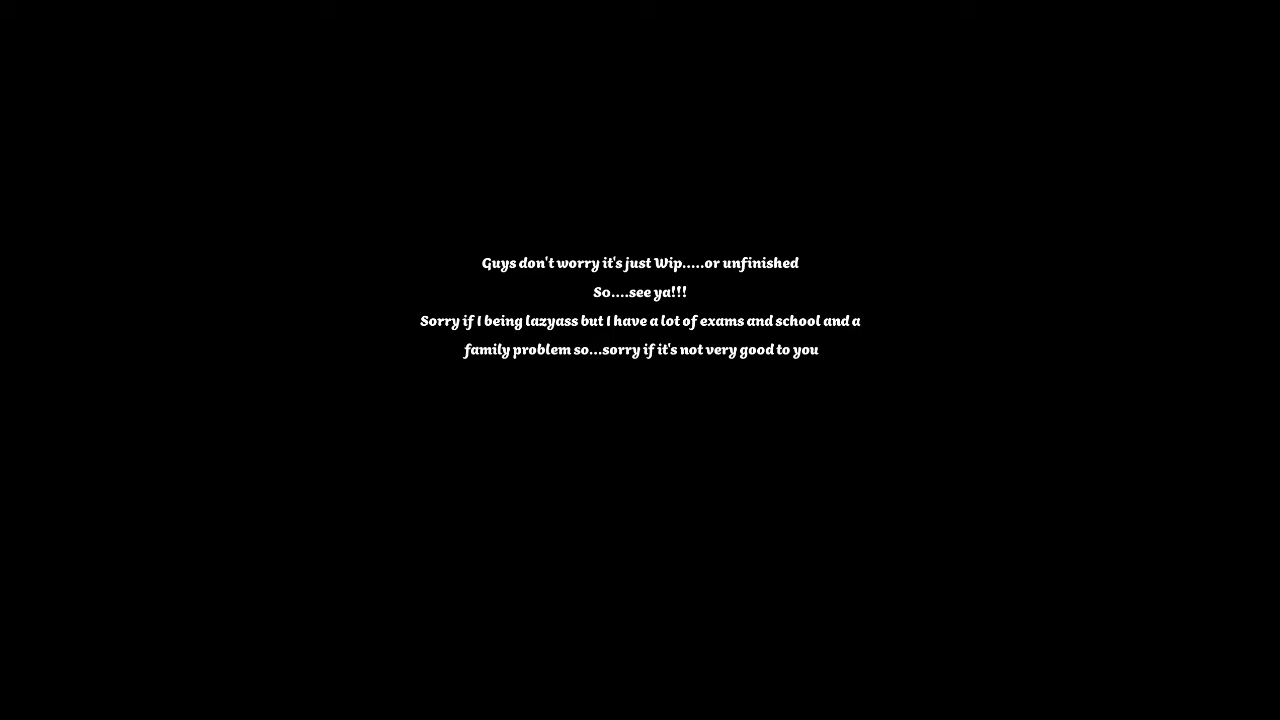 Guys don't worry it's just Wip.....or unfinished
So....see ya!!!
Sorry if I being lazyass but I have a lot of exams and school and a
family problem so...sorry if it's not very good to you